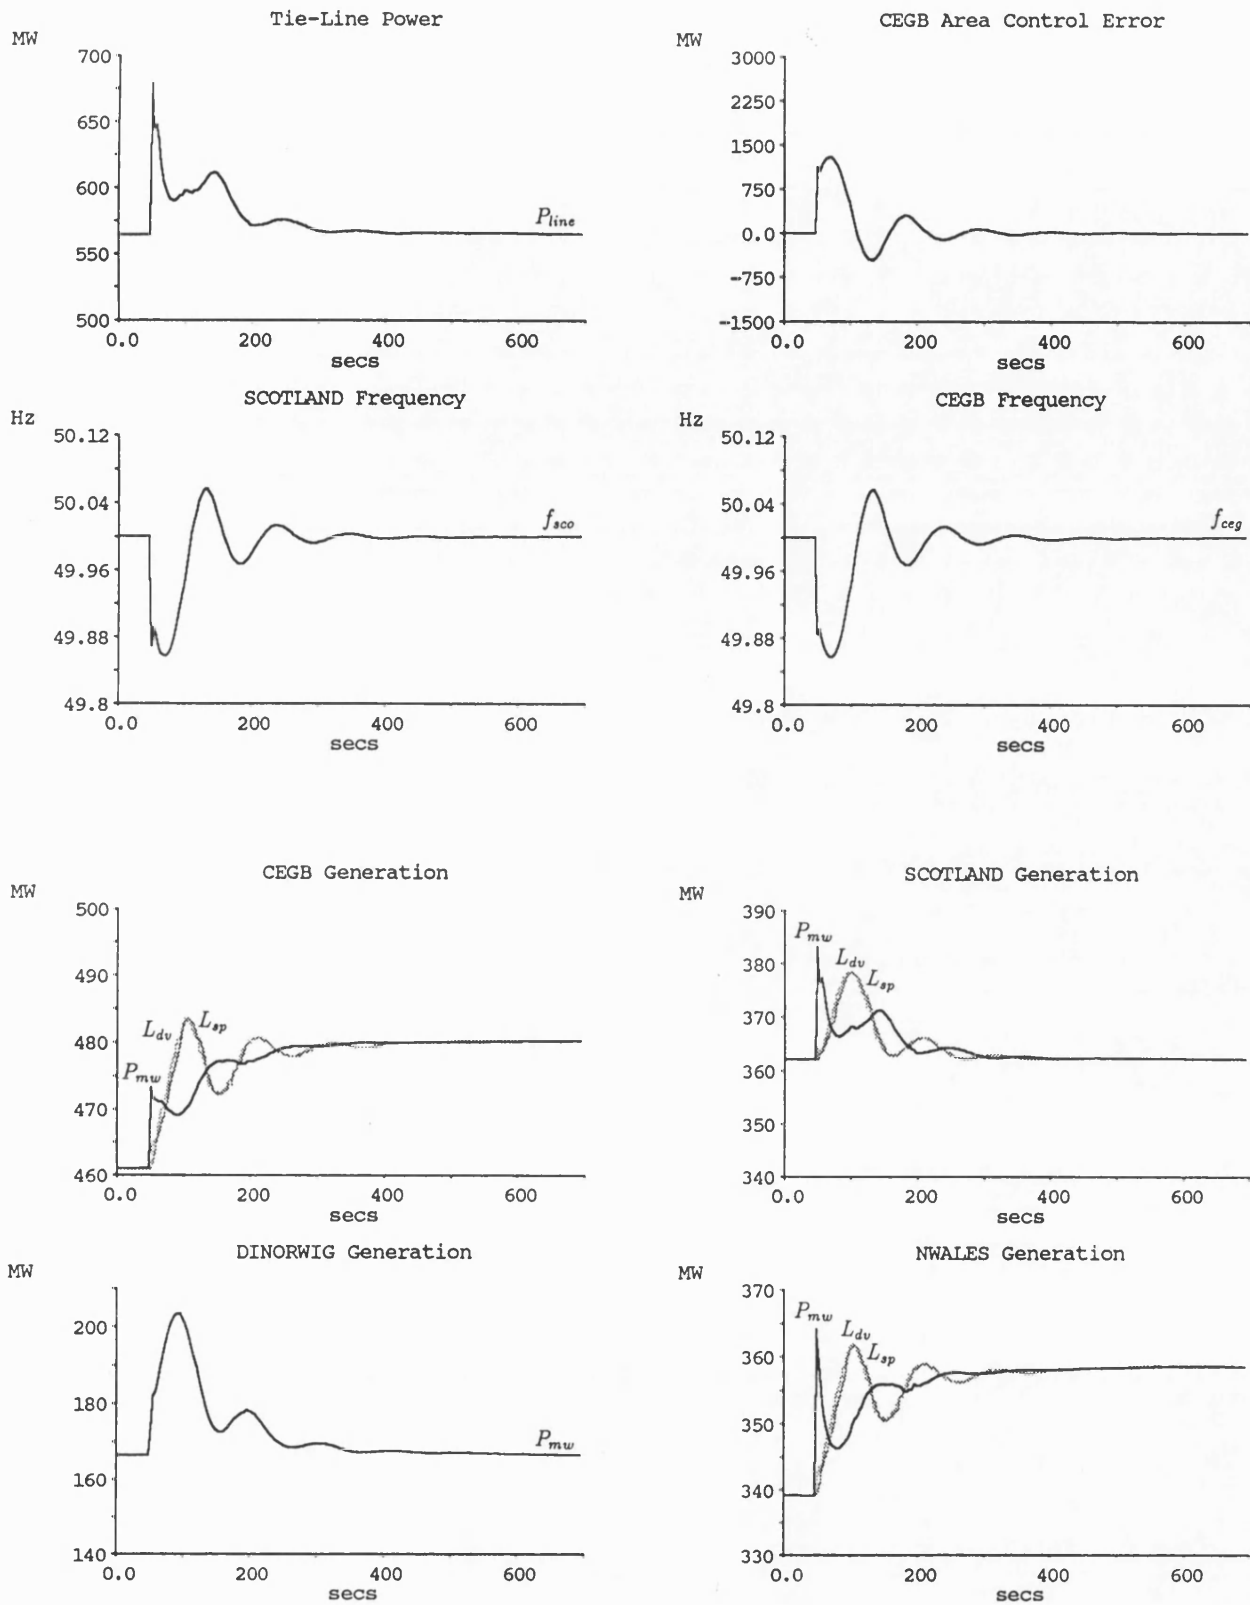 Tie-Line Power
MW
700
650
600
550
500
P_line
0.0 200 400 600
secs
CEGB Area Control Error
MW
3000
2250
1500
750
0.0
-750
-1500
0.0 200 400 600
secs
SCOTLAND Frequency
Hz
50.12
50.04
49.96
49.88
49.8
f_sco
0.0 200 400 600
secs
CEGB Frequency
Hz
50.12
50.04
49.96
49.88
49.8
f_ceg
0.0 200 400 600
secs
CEGB Generation
MW
500
490
480
470
460
L_dv L_sp
P_mw
0.0 200 400 600
secs
SCOTLAND Generation
MW
390
380
370
360
350
340
P_mw
L_dv
L_sp
0.0 200 400 600
secs
DINORWIG Generation
MW
200
180
160
140
P_mw
0.0 200 400 600
secs
NWALES Generation
MW
370
360
350
340
330
P_mw
L_dv
L_sp
0.0 200 400 600
secs